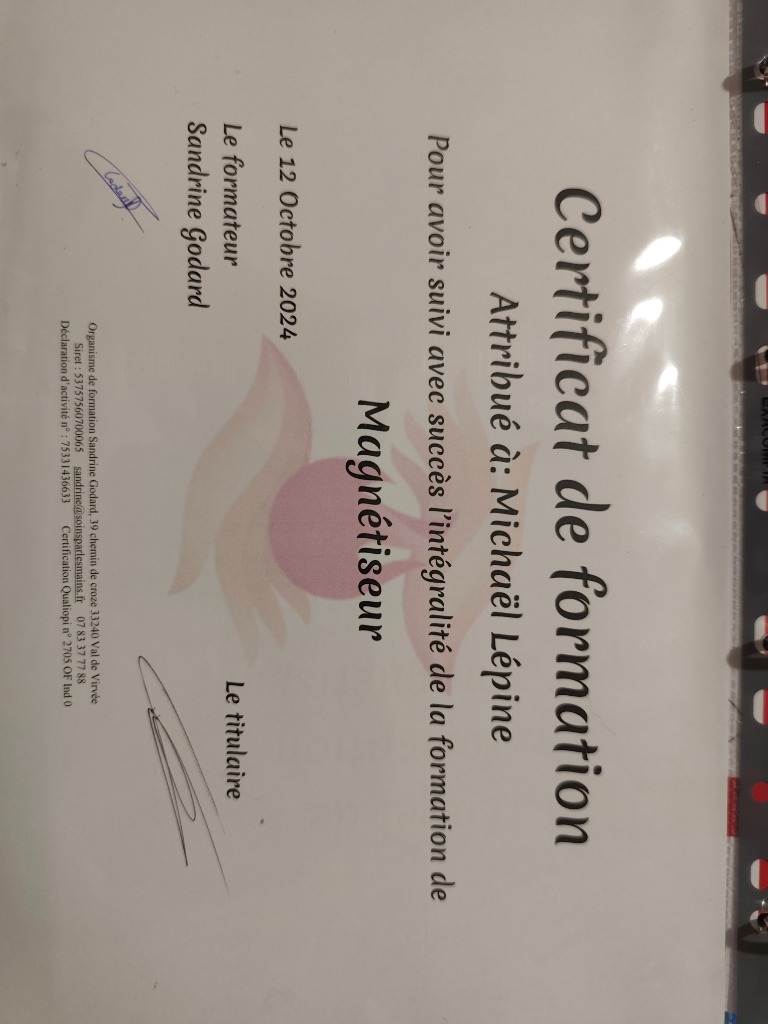 Certificat de formation
Attribué à: Michaël Lépine
Pour avoir suivi avec succès l'intégralité de la formation de
Magnétiseur
Le 12 Octobre 2024
Le formateur
Sandrine Godard
Le titulaire
Organisme de formation Sandrine Godard, 39 chemin de croze 33240 Val de Virvée
Siret : 53757560700065 sandrine@soinsparlesmains.fr 07 83 37 77 88
Déclaration d'activité n° : 75331436633 Certification Qualiopi n° 2705 OF Ind 0
EXACOMPTA